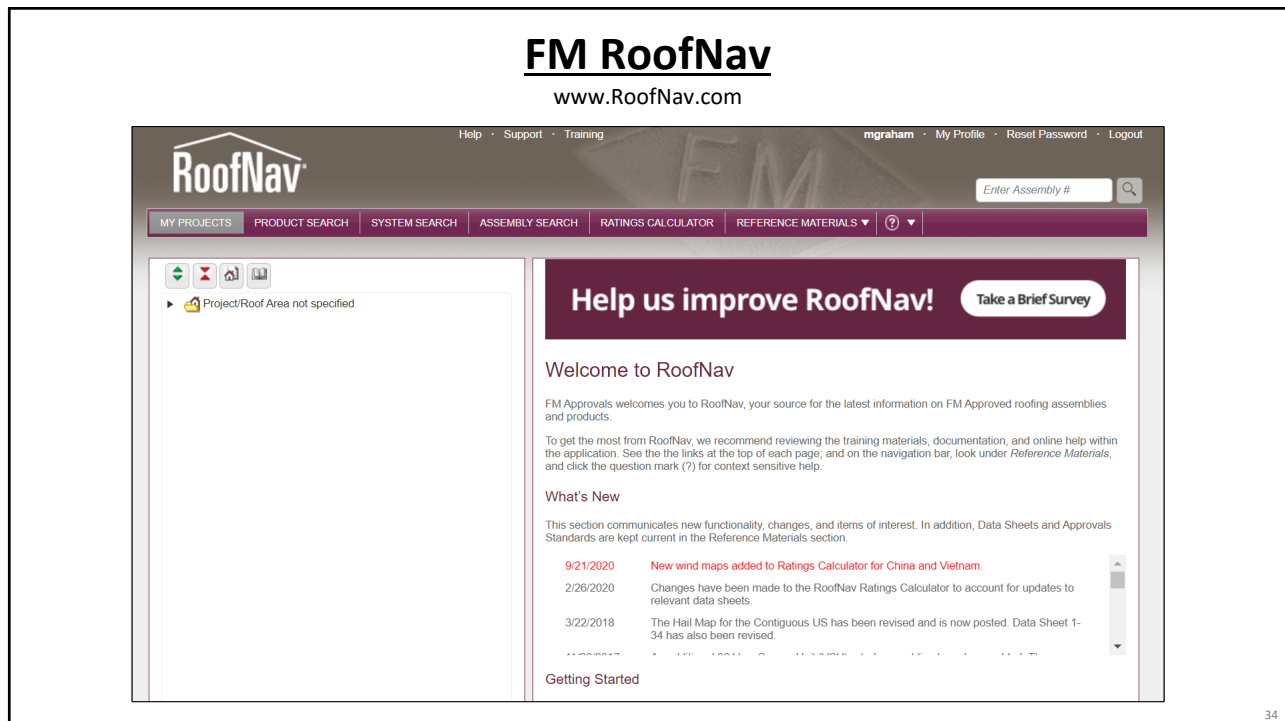 FM RoofNav
www.RoofNav.com
Help · Support · Training
mgraham · My Profile · Reset Password · Logout
FM
RoofNav
Enter Assembly #
MY PROJECTS PRODUCT SEARCH SYSTEM SEARCH ASSEMBLY SEARCH RATINGS CALCULATOR REFERENCE MATERIALS ▼ ? ▼
Project/Roof Area not specified
Help us improve RoofNav! Take a Brief Survey
Welcome to RoofNav
FM Approvals welcomes you to RoofNav, your source for the latest information on FM Approved roofing assemblies
and products.
To get the most from RoofNav, we recommend reviewing the training materials, documentation, and online help within
the application. See the the links at the top of each page; and on the navigation bar, look under Reference Materials,
and click the question mark (?) for context sensitive help.
What's New
This section communicates new functionality, changes, and items of interest. In addition, Data Sheets and Approvals
Standards are kept current in the Reference Materials section.
9/21/2020 New wind maps added to Ratings Calculator for China and Vietnam.
2/26/2020 Changes have been made to the RoofNav Ratings Calculator to account for updates to
relevant data sheets.
3/22/2018 The Hail Map for the Contiguous US has been revised and is now posted. Data Sheet 1-
34 has also been revised.
Getting Started
34